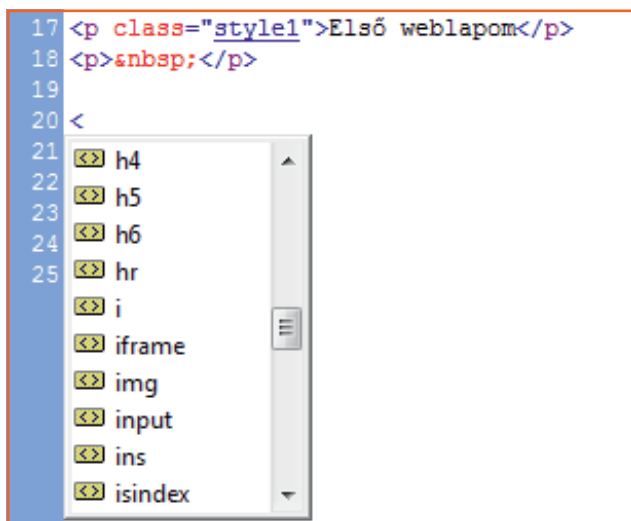 17 <p class="style1">Első weblapom</p>
18 <p>&nbsp;</p>
19
20 <
21
22
23
24
25
h4
h5
h6
hr
i
iframe
img
input
ins
isindex